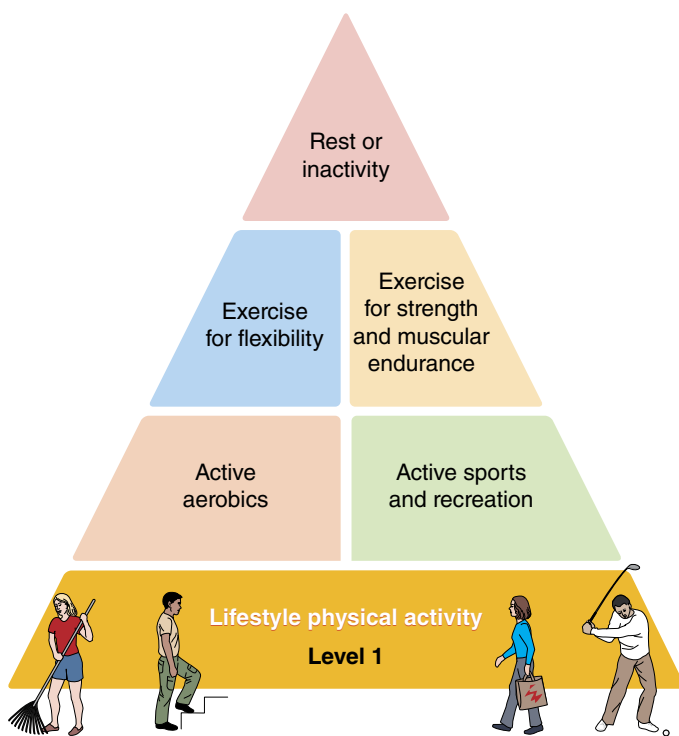 Rest or
inactivity
Exercise
for flexibility
Exercise
for strength
and muscular
endurance
Active
aerobics
Active sports
and recreation
Lifestyle physical activity
Level 1